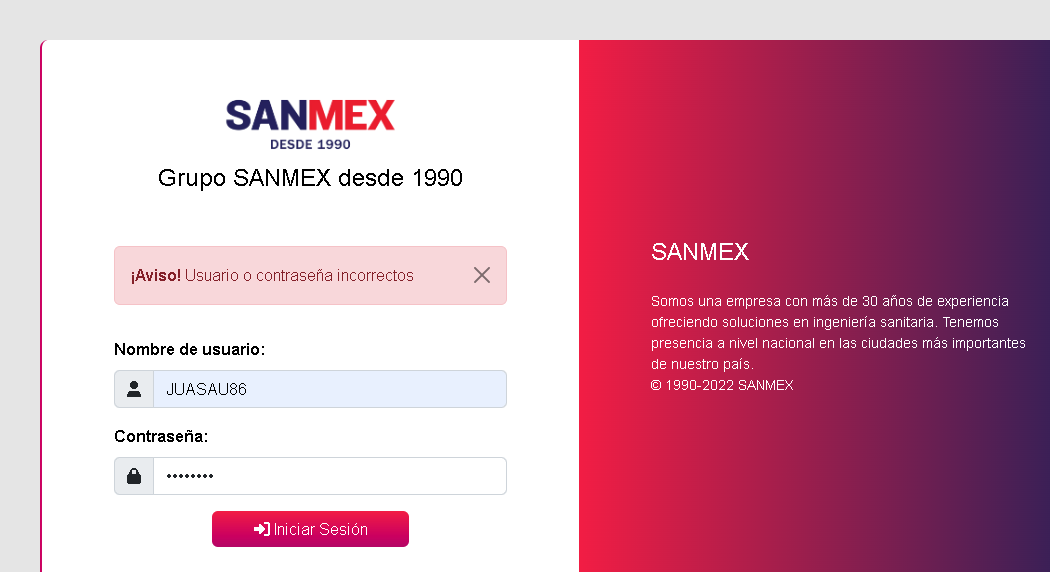 SANMEX
DESDE 1990
Grupo SANMEX desde 1990
¡Aviso! Usuario o contraseña incorrectos
Nombre de usuario:
JUASAU86
Contraseña:
••••••••
Iniciar Sesión
SANMEX
Somos una empresa con más de 30 años de experiencia
ofreciendo soluciones en ingeniería sanitaria. Tenemos
presencia a nivel nacional en las ciudades más importantes
de nuestro país.
© 1990-2022 SANMEX